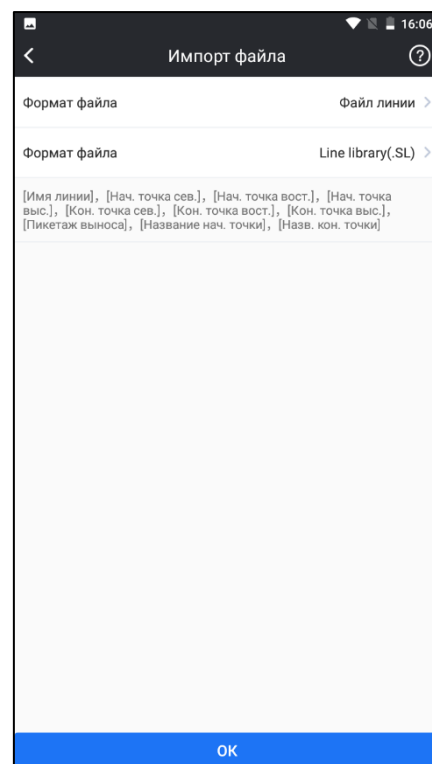 16:06
Импорт файла
?
Формат файла Файл линии
Формат файла Line library(.SL)
[Имя линии], [Нач. точка сев.], [Нач. точка вост.], [Нач. точка
выс.], [Кон. точка сев.], [Кон. точка вост.], [Кон. точка выс.],
[Пикетаж выноса], [Название нач. точки], [Назв. кон. точки]
ОК